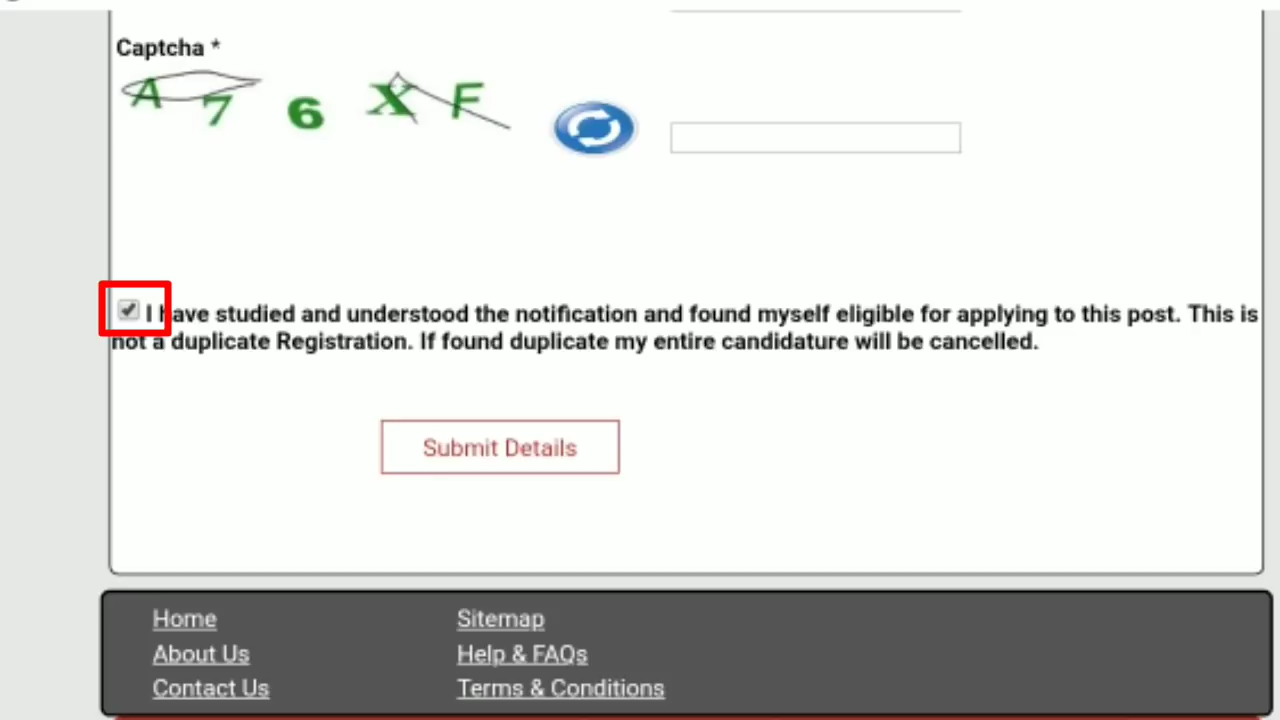 Captcha *
A 7 6 X F
I have studied and understood the notification and found myself eligible for applying to this post. This is
not a duplicate Registration. If found duplicate my entire candidature will be cancelled.
Submit Details
Home
Sitemap
About Us
Help & FAQs
Contact Us
Terms & Conditions